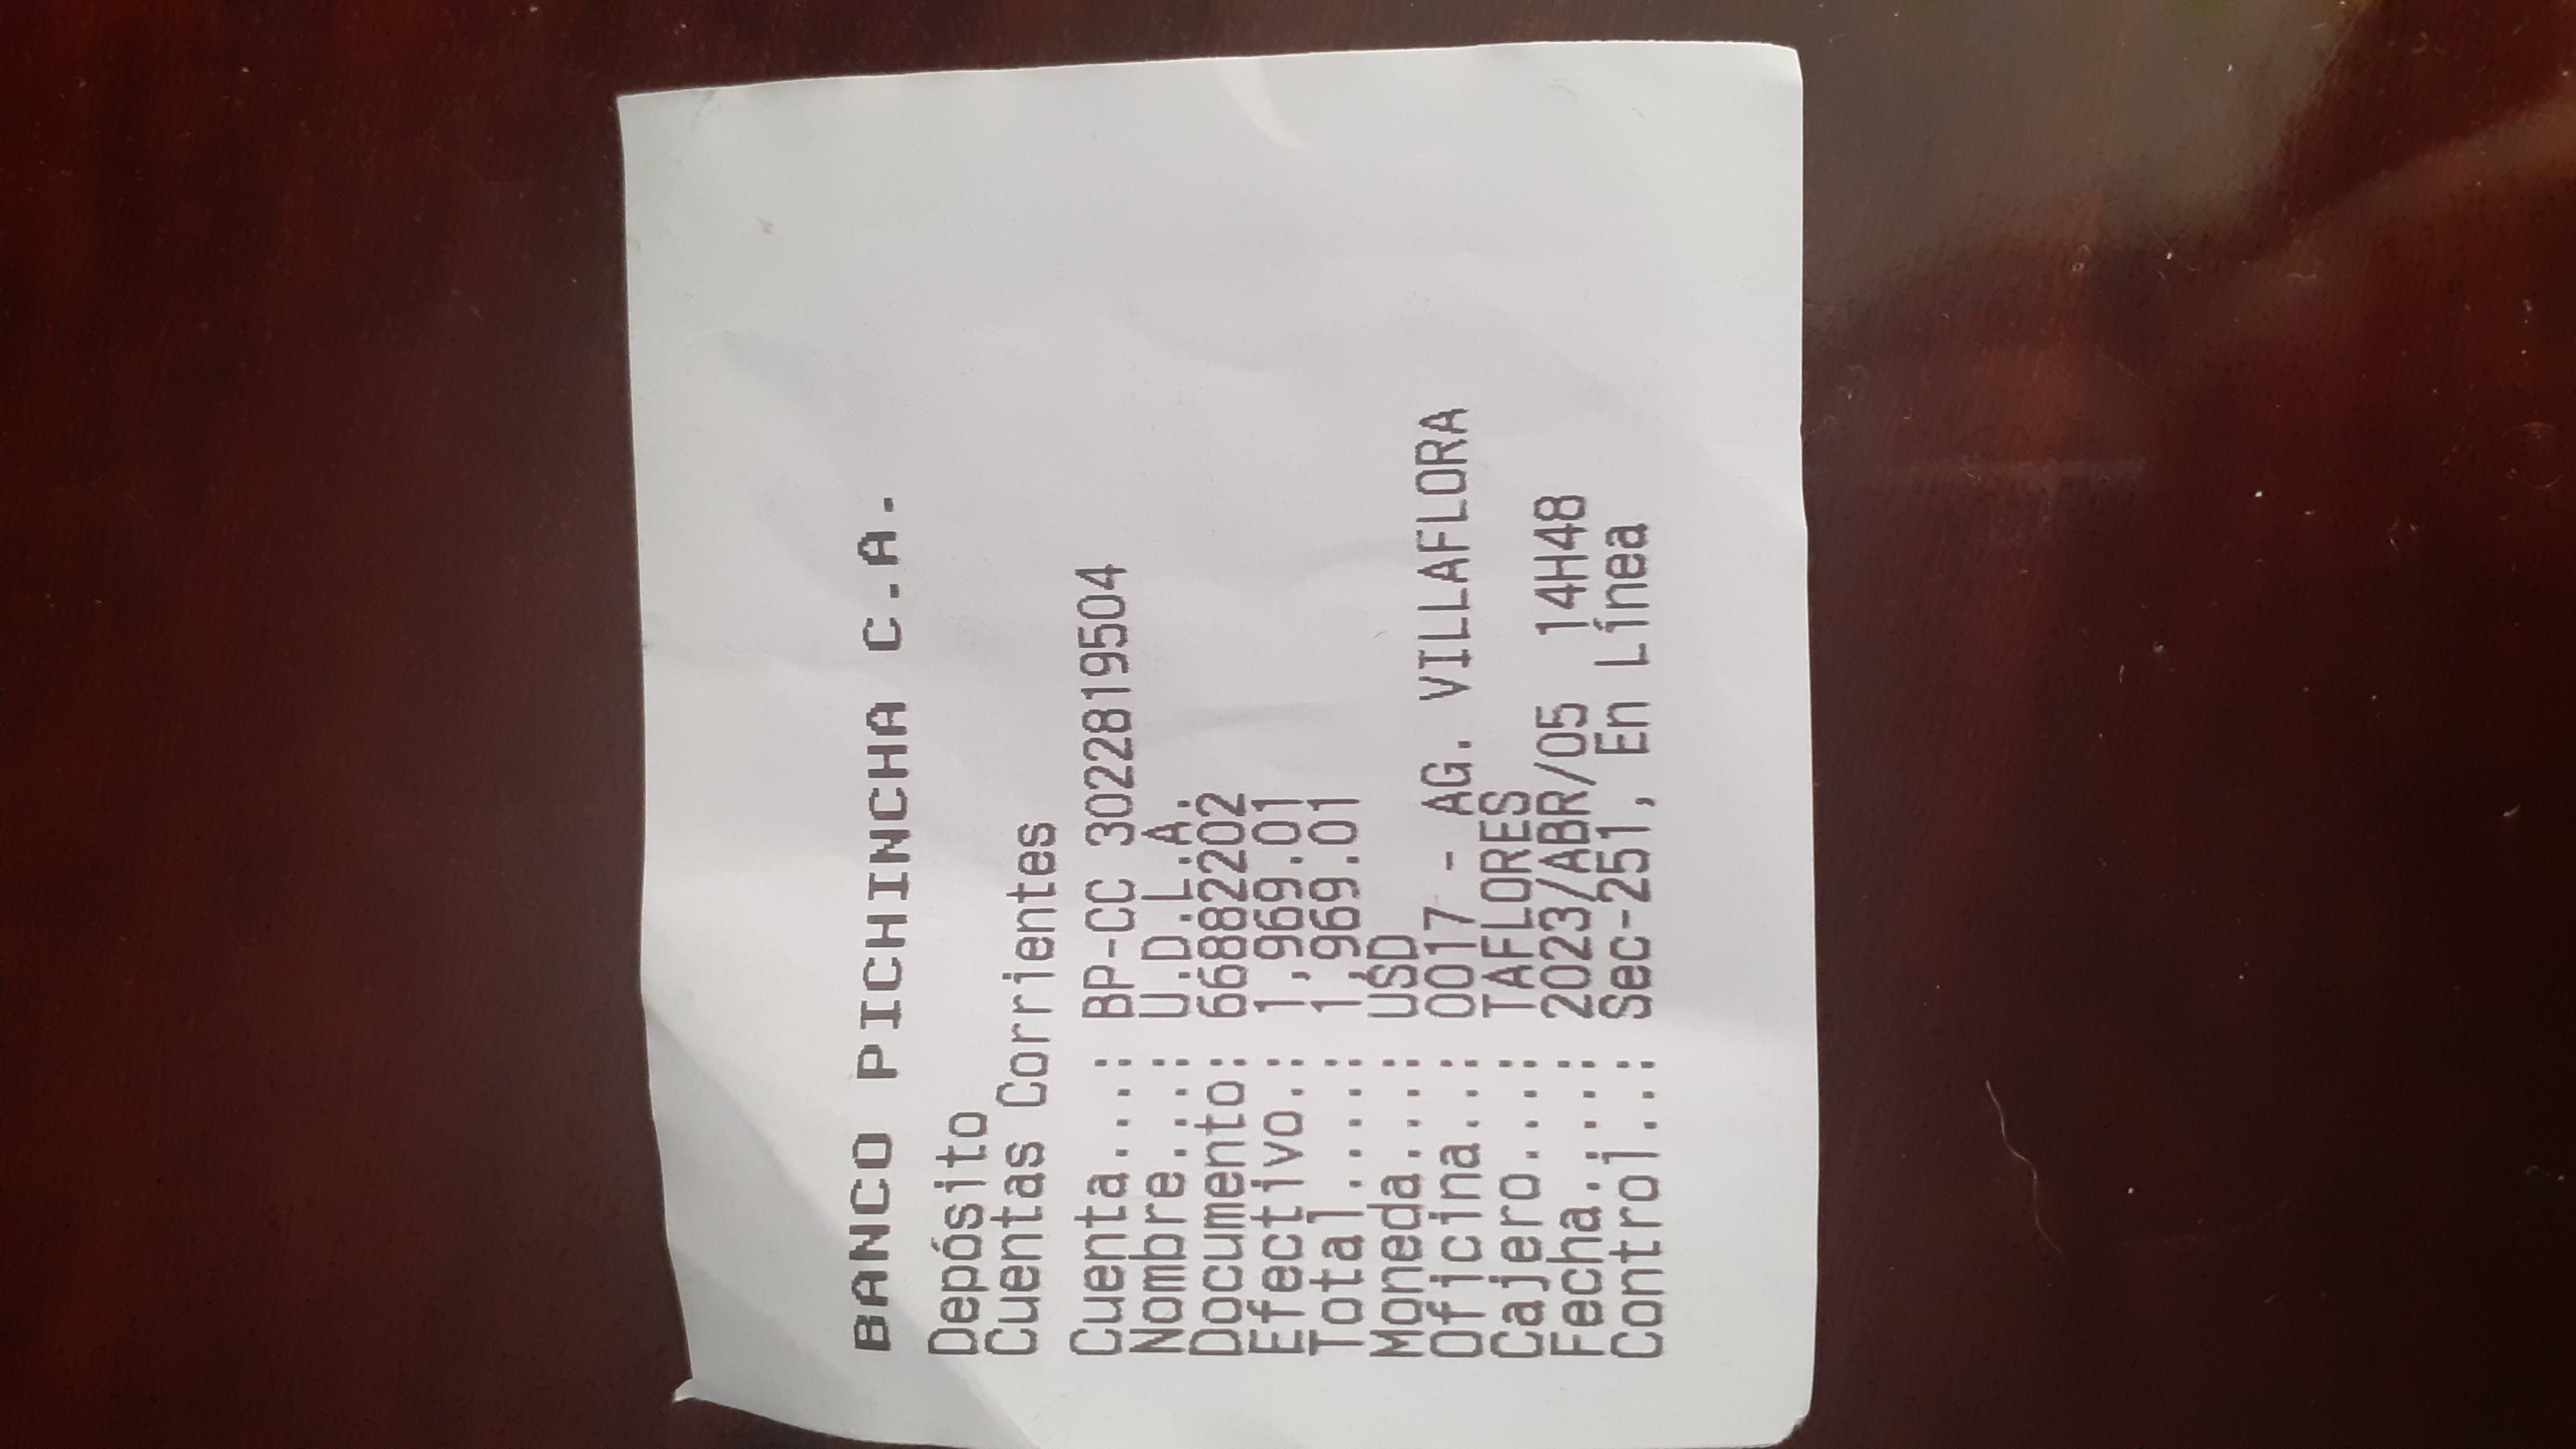 BANCO PICHINCHA C.A.
Depósito
Cuentas Corrientes
Cuenta....: BP-CC 3022819504
Nombre....: U.D.L.A.
Documento: 668822202
Efectivo.: 1,969.01
Total.....: 1,969.01
Moneda....: USD
Oficina...: 0017 - AG. VILLAFLORA
Cajero....: TAFLORES
Fecha.....: 2023/ABR/05 14H48
Control...: Sec-251, En Línea